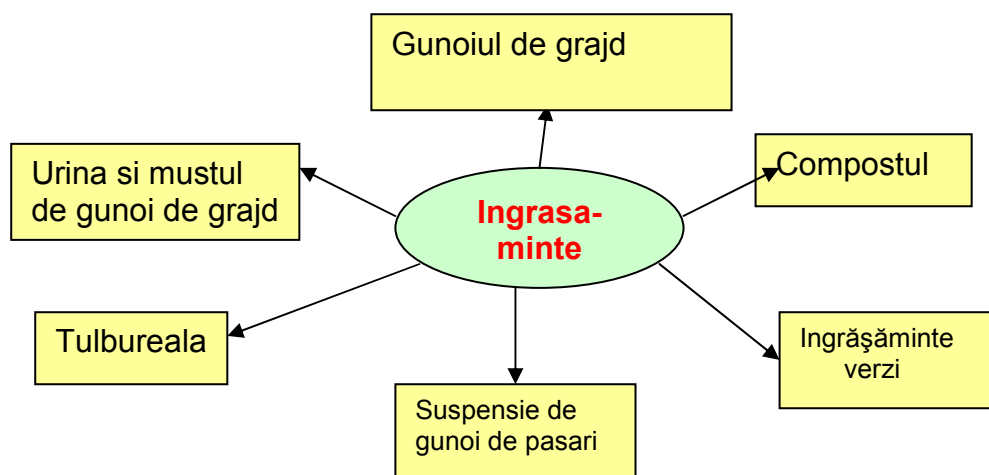 Gunoiul de grajd
Urina si mustul
de gunoi de grajd
Compostul
Ingrasa-
minte
Tulbureala
Ingrăşăminte
verzi
Suspensie de
gunoi de pasari